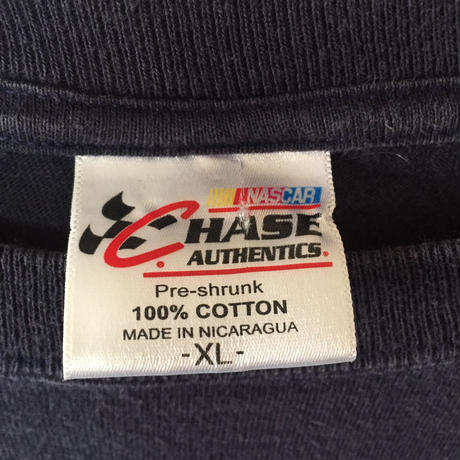 NASCAR
CHASE
AUTHENTICS®
Pre-shrunk
100% COTTON
MADE IN NICARAGUA
-XL-